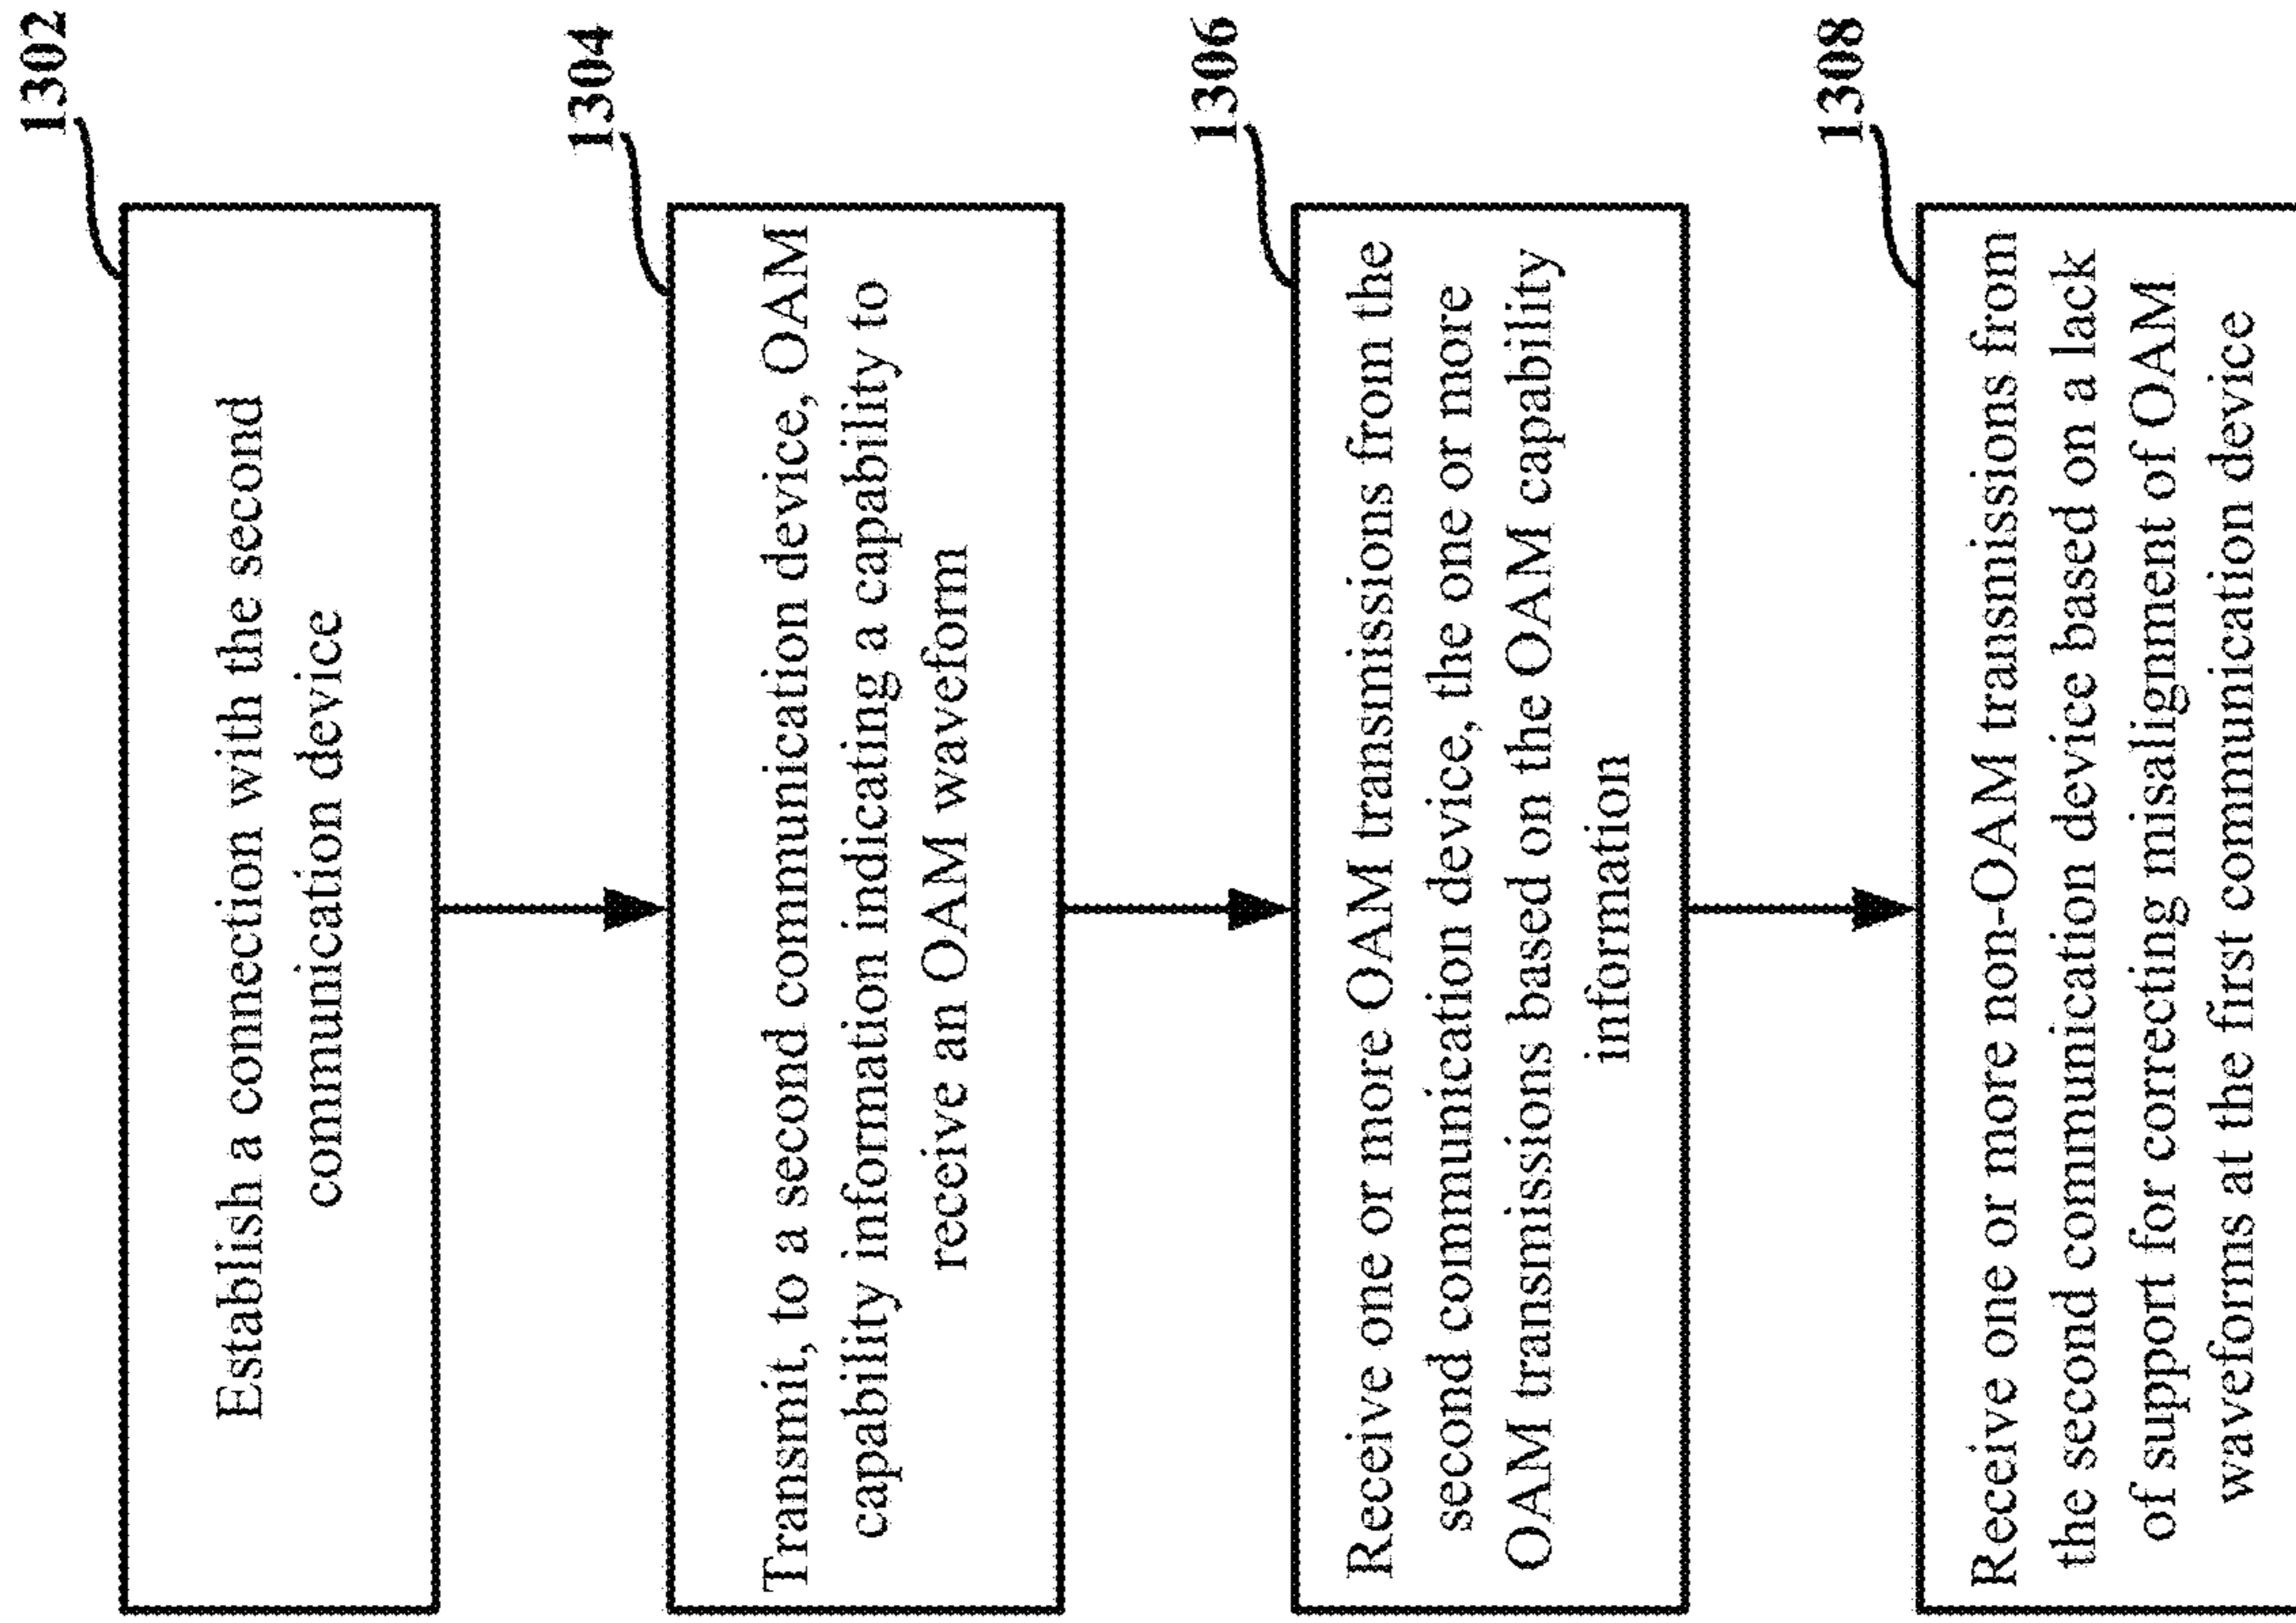 1302
Establish a connection with the second
communication device
1304
Transmit, to a second communication device, OAM
capability information indicating a capability to
receive an OAM waveform
1306
Receive one or more OAM transmissions from the
second communication device, the one or more
OAM transmissions based on the OAM capability
information
1308
Receive one or more non-OAM transmissions from
the second communication device based on a lack
of support for correcting misalignment of OAM
waveforms at the first communication device